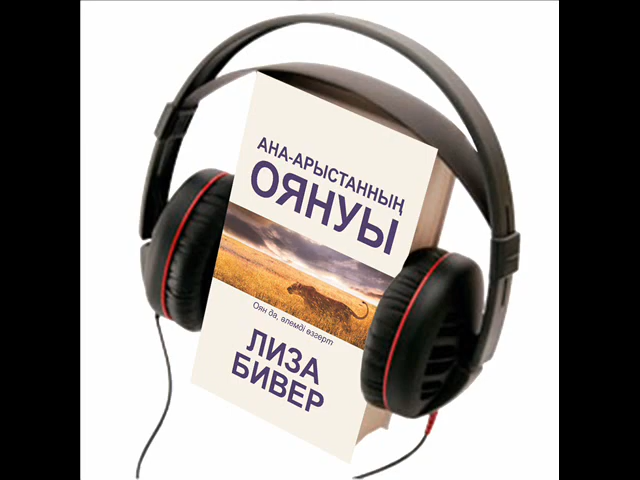 АНА-АРЫСТАННЫҢ
ОЯНУЫ
Оян да, әлемді өзгерт
ЛИЗА
БИВЕР